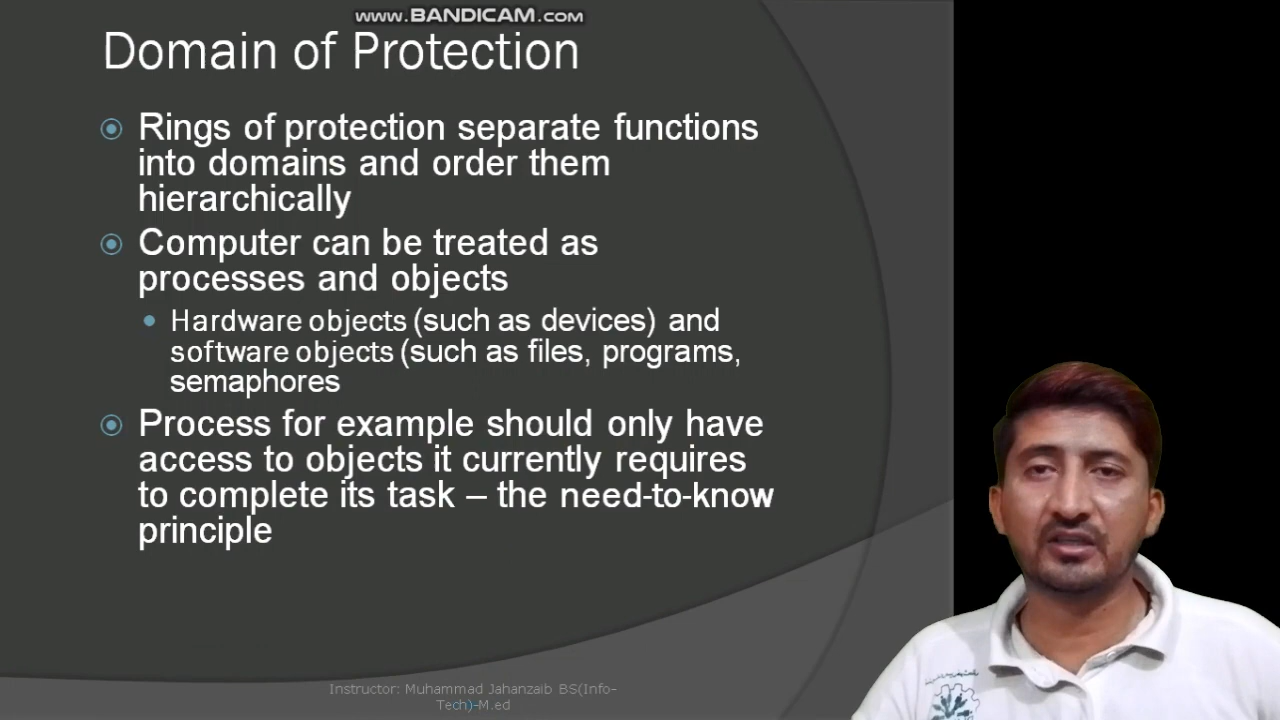 www.BANDICAM.com
Domain of Protection
Rings of protection separate functions
into domains and order them
hierarchically
Computer can be treated as
processes and objects
Hardware objects (such as devices) and
software objects (such as files, programs,
semaphores
Process for example should only have
access to objects it currently requires
to complete its task – the need-to-know
principle
Instructor: Muhammad Jahanzaib BS(Info-
Tech)-M.ed